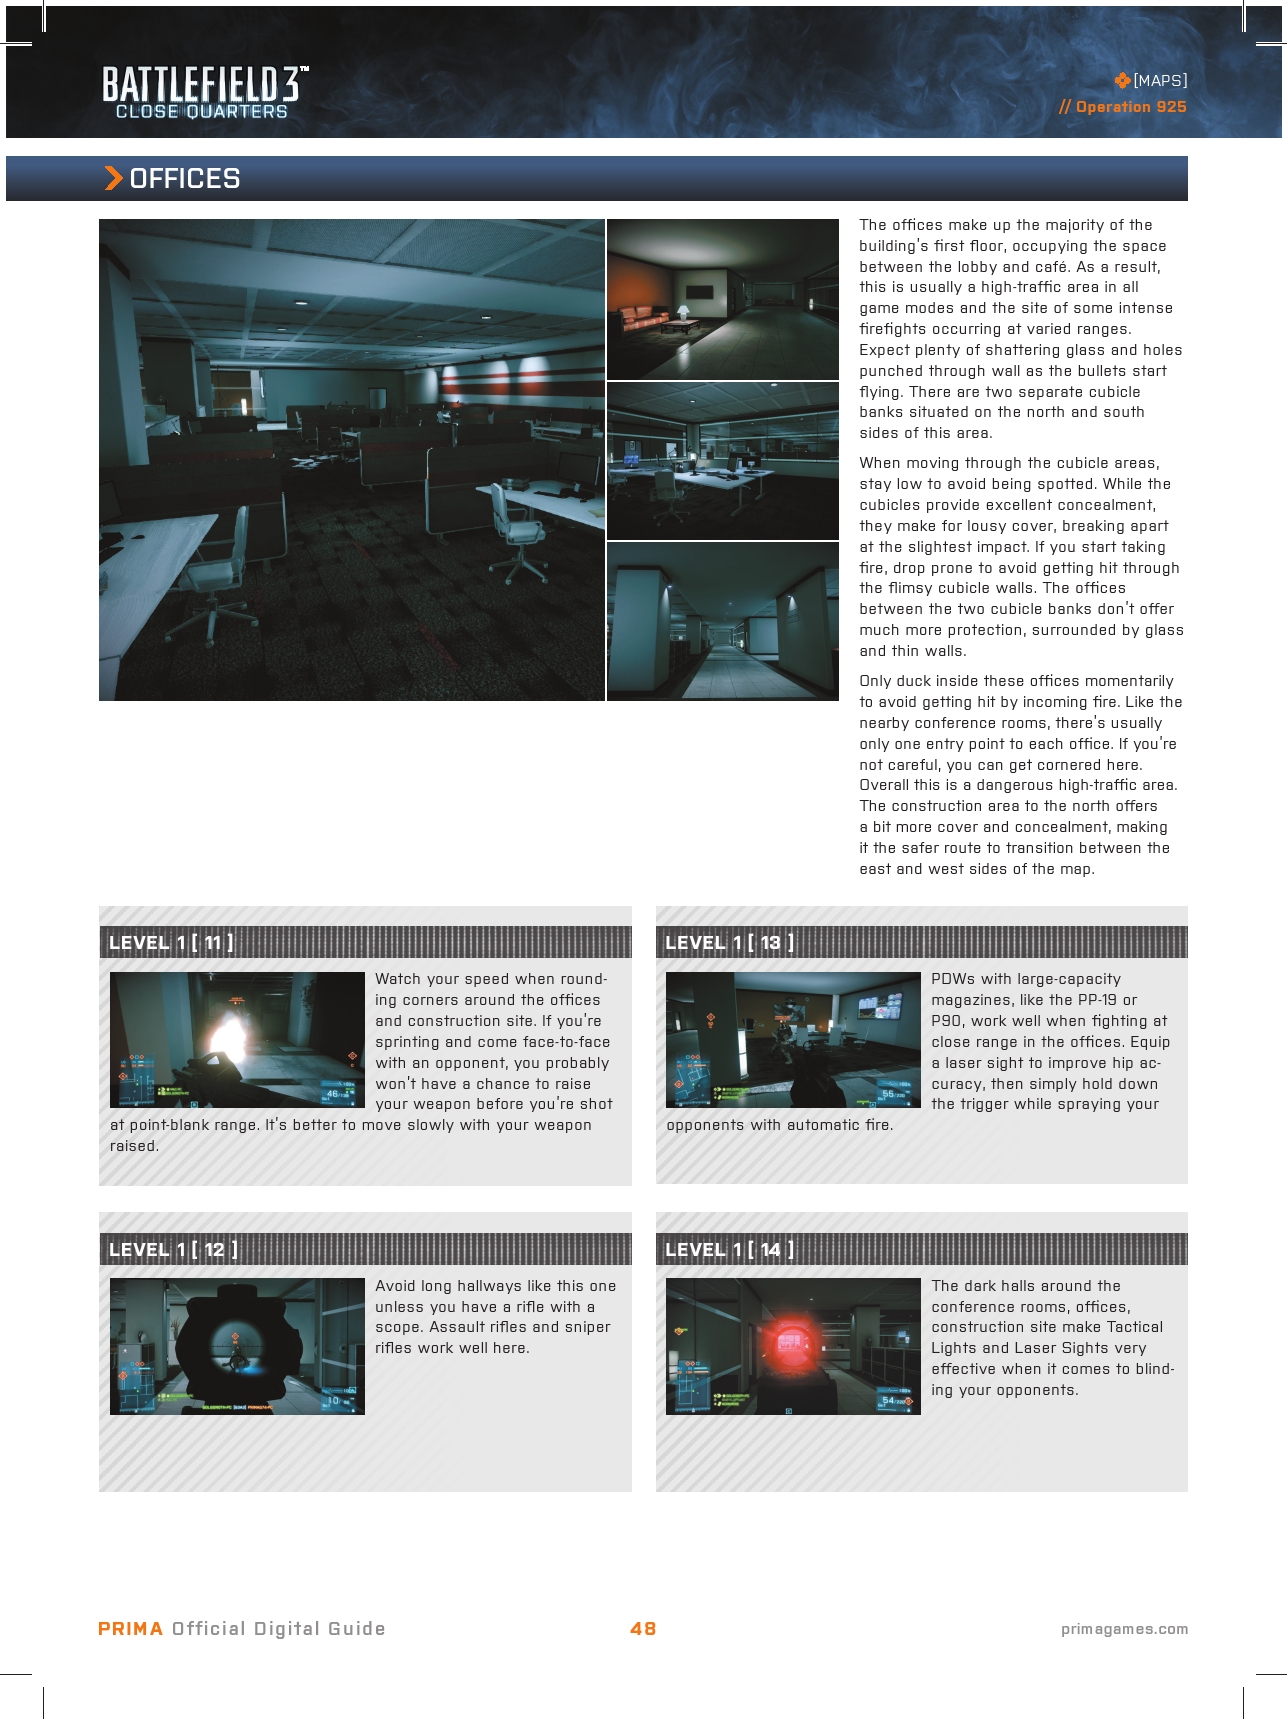 BATTLEFIELD 3™
CLOSE QUARTERS
[MAPS]
// Operation 925
OFFICES
The offices make up the majority of the
building's first floor, occupying the space
between the lobby and café. As a result,
this is usually a high-traffic area in all
game modes and the site of some intense
firefights occurring at varied ranges.
Expect plenty of shattering glass and holes
punched through wall as the bullets start
flying. There are two separate cubicle
banks situated on the north and south
sides of this area.
When moving through the cubicle areas,
stay low to avoid being spotted. While the
cubicles provide excellent concealment,
they make for lousy cover, breaking apart
at the slightest impact. If you start taking
fire, drop prone to avoid getting hit through
the flimsy cubicle walls. The offices
between the two cubicle banks don't offer
much more protection, surrounded by glass
and thin walls.
Only duck inside these offices momentarily
to avoid getting hit by incoming fire. Like the
nearby conference rooms, there's usually
only one entry point to each office. If you're
not careful, you can get cornered here.
Overall this is a dangerous high-traffic area.
The construction area to the north offers
a bit more cover and concealment, making
it the safer route to transition between the
east and west sides of the map.
LEVEL 1 [ 11 ]
Watch your speed when round-
ing corners around the offices
and construction site. If you're
sprinting and come face-to-face
with an opponent, you probably
won't have a chance to raise
your weapon before you're shot
at point-blank range. It's better to move slowly with your weapon
raised.
46
LEVEL 1 [ 13 ]
PDWs with large-capacity
magazines, like the PP-19 or
P90, work well when fighting at
close range in the offices. Equip
a laser sight to improve hip ac-
curacy, then simply hold down
the trigger while spraying your
opponents with automatic fire.
55
LEVEL 1 [ 12 ]
Avoid long hallways like this one
unless you have a rifle with a
scope. Assault rifles and sniper
rifles work well here.
10
LEVEL 1 [ 14 ]
The dark halls around the
conference rooms, offices,
construction site make Tactical
Lights and Laser Sights very
effective when it comes to blind-
ing your opponents.
54
PRIMA Official Digital Guide
48
primagames.com